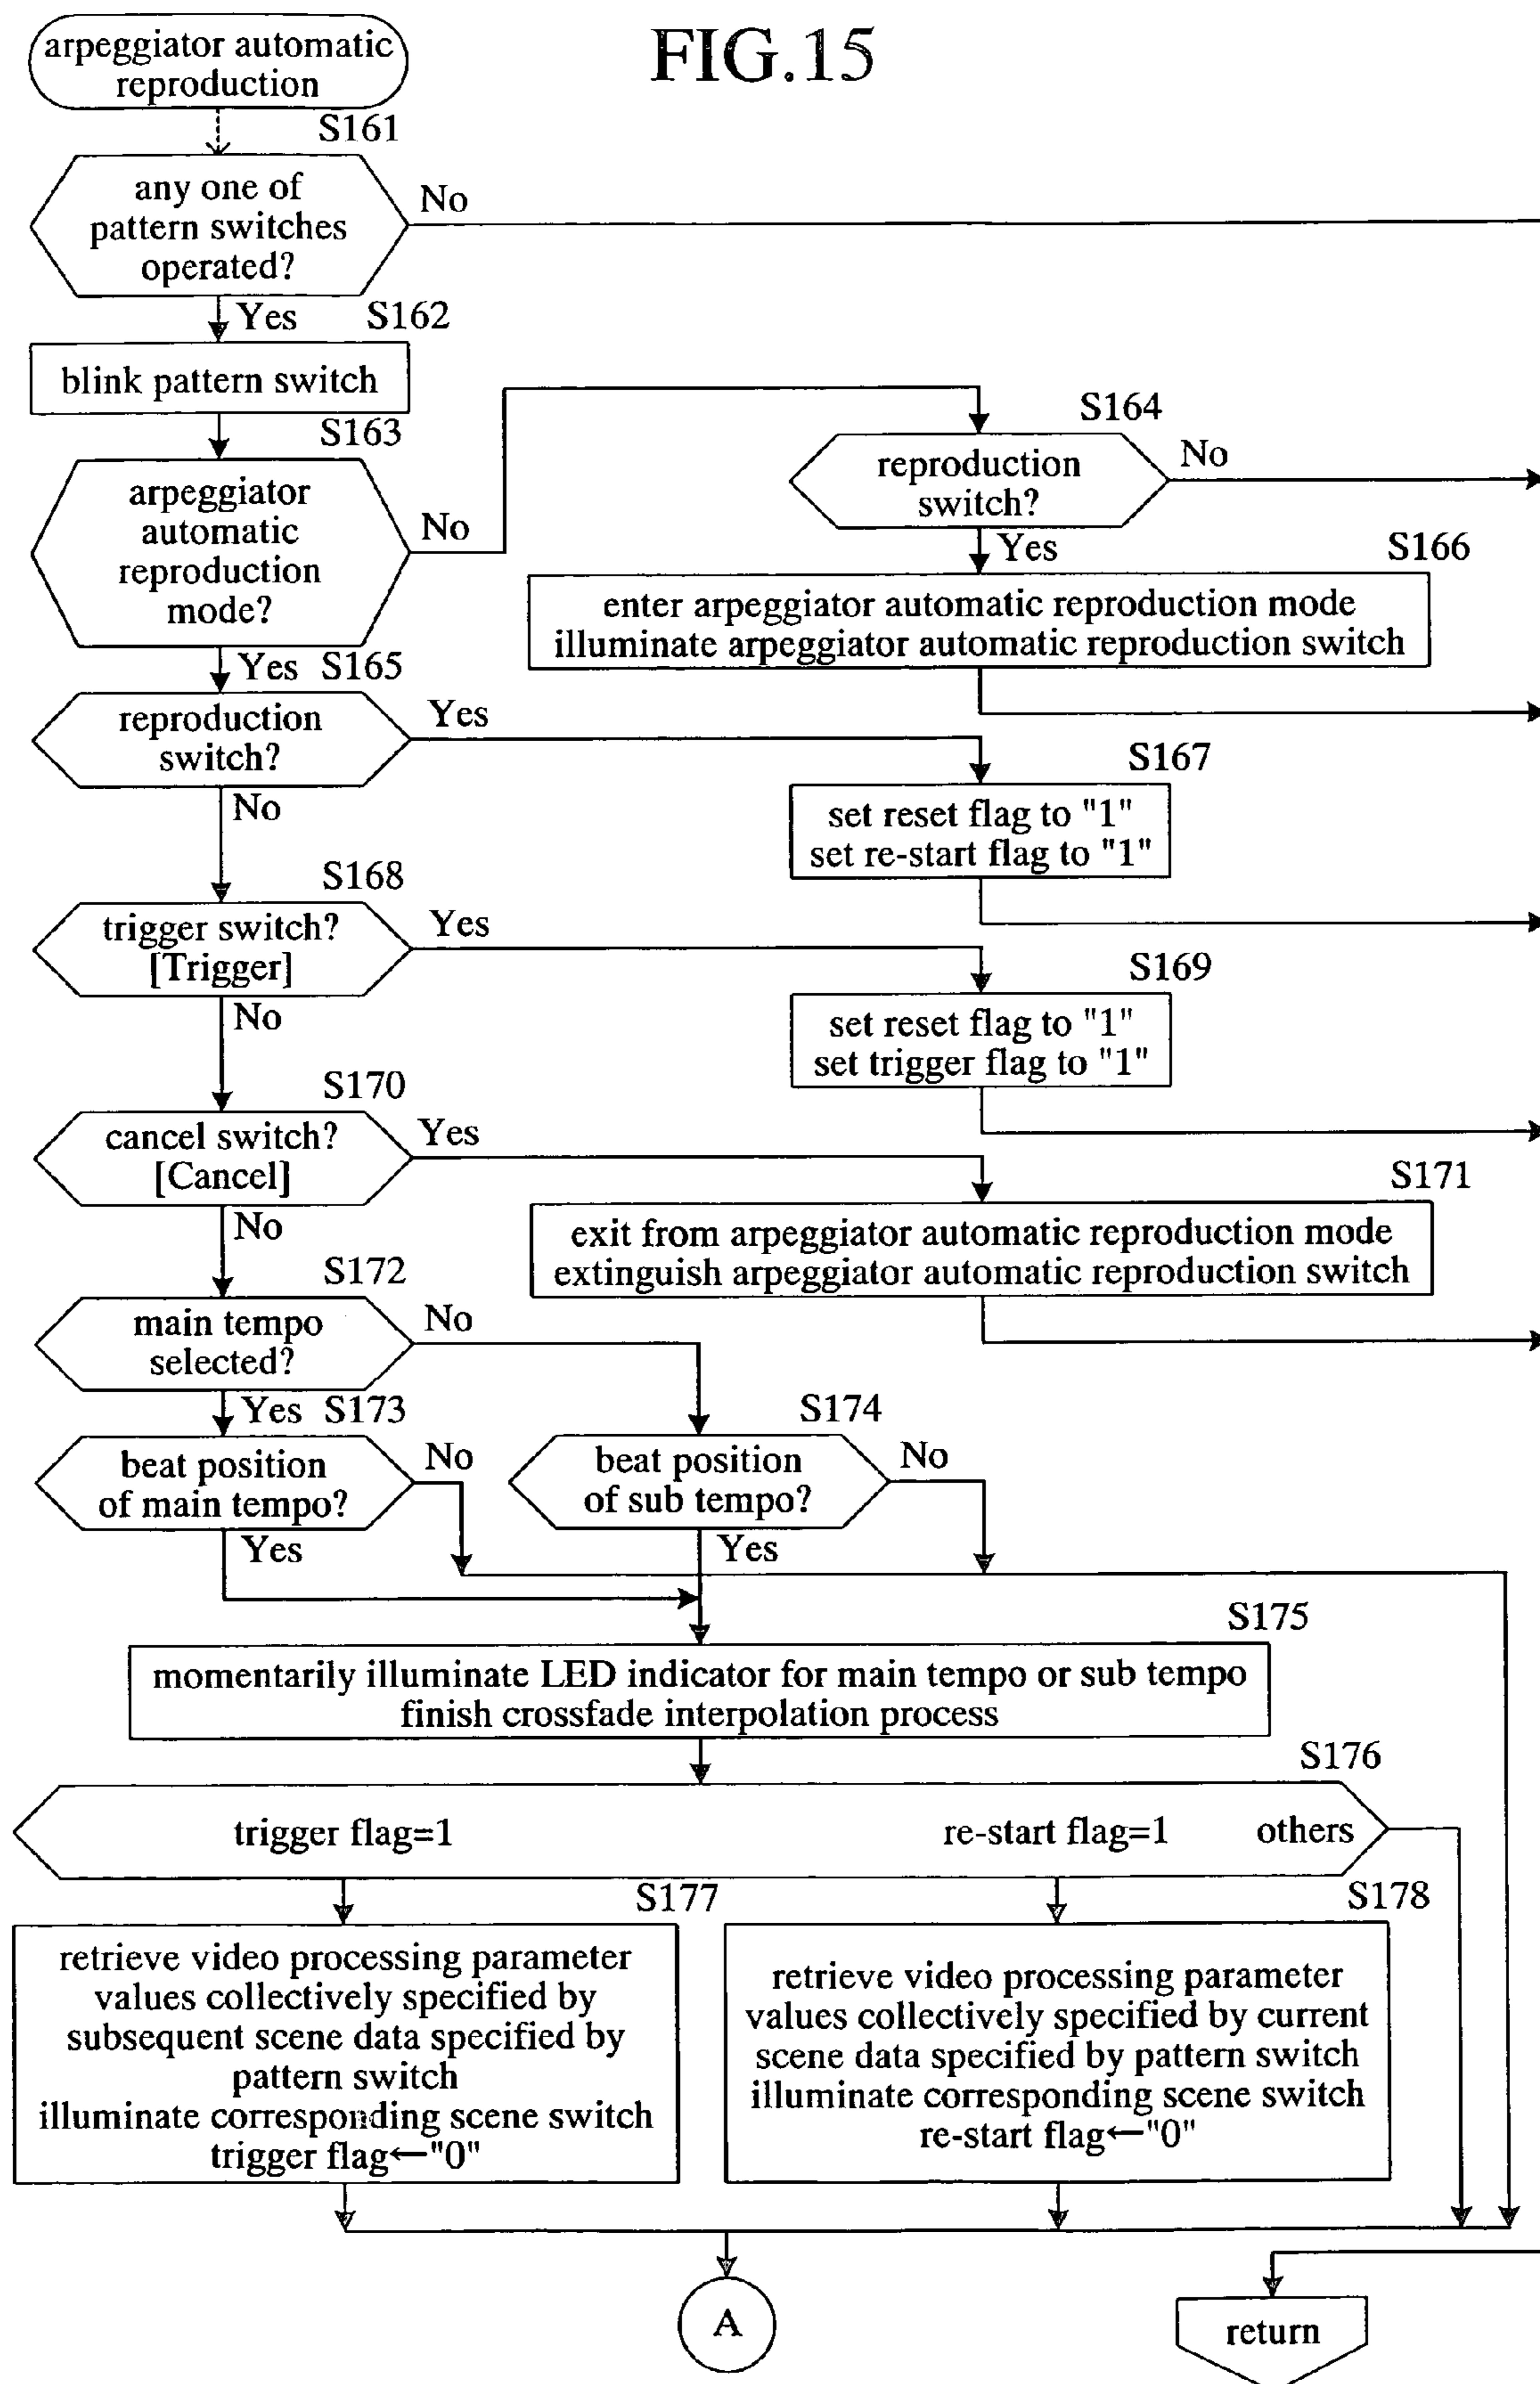 FIG.15
arpeggiator automatic
reproduction
S161
any one of
pattern switches
operated?
No
Yes
S162
blink pattern switch
S163
arpeggiator
automatic
reproduction
mode?
No
S164
reproduction
switch?
No
Yes
S166
enter arpeggiator automatic reproduction mode
illuminate arpeggiator automatic reproduction switch
Yes
S165
reproduction
switch?
Yes
No
S167
set reset flag to "1"
set re-start flag to "1"
S168
trigger switch?
[Trigger]
Yes
No
S169
set reset flag to "1"
set trigger flag to "1"
S170
cancel switch?
[Cancel]
Yes
No
S171
exit from arpeggiator automatic reproduction mode
extinguish arpeggiator automatic reproduction switch
S172
main tempo
selected?
No
Yes
S173
beat position
of main tempo?
No
Yes
S174
beat position
of sub tempo?
No
Yes
S175
momentarily illuminate LED indicator for main tempo or sub tempo
finish crossfade interpolation process
S176
trigger flag=1
re-start flag=1
others
S177
retrieve video processing parameter
values collectively specified by
subsequent scene data specified by
pattern switch
illuminate corresponding scene switch
trigger flag←"0"
S178
retrieve video processing parameter
values collectively specified by current
scene data specified by pattern switch
illuminate corresponding scene switch
re-start flag←"0"
A
return